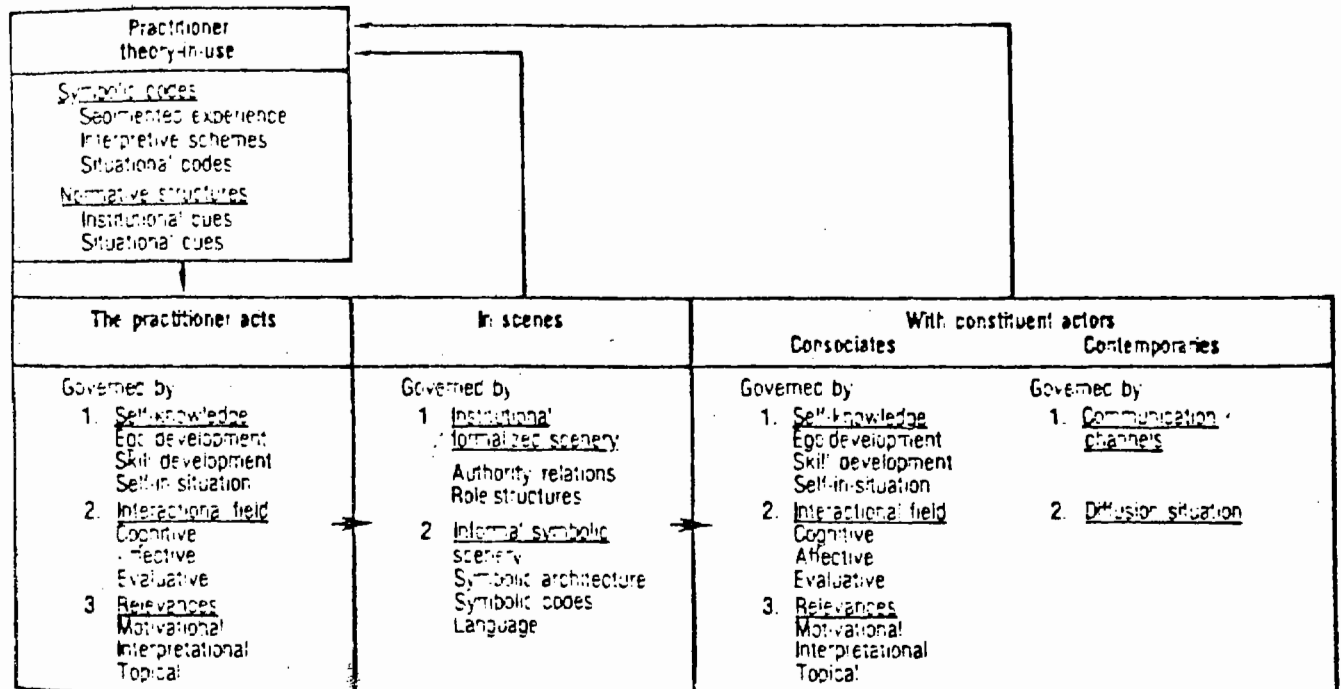 Practitioner
theory-in-use
Symbolic codes
Segmented experience
Interpretive schemes
Situational codes
Normative structures
Institutional cues
Situational cues
The practitioner acts
Governed by
1. Self-knowledge
Ego development
Skill development
Self-in situation
2. Interactional field
Cognitive
Affective
Evaluative
3 Relevances
Motivational
Interpretational
Topical
In scenes
Governed by
1 Institutional
formalized scenery
Authority relations
Role structures
2 Informal symbolic
scenery
Symbolic architecture
Symbolic codes
Language
With constituent actors
Consociates
Governed by
1. Self-knowledge
Ego development
Skill development
Self-in-situation
2. Interactional field
Cognitive
Affective
Evaluative
3. Relevances
Motivational
Interpretational
Topical
Contemporaries
Governed by
1. Communication
channels
2. Diffusion situation